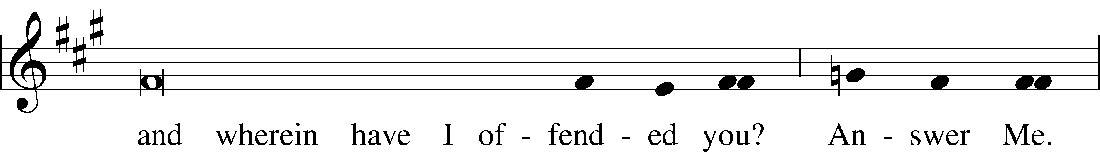 and wherein have I of - fend - ed you? An - swer Me.